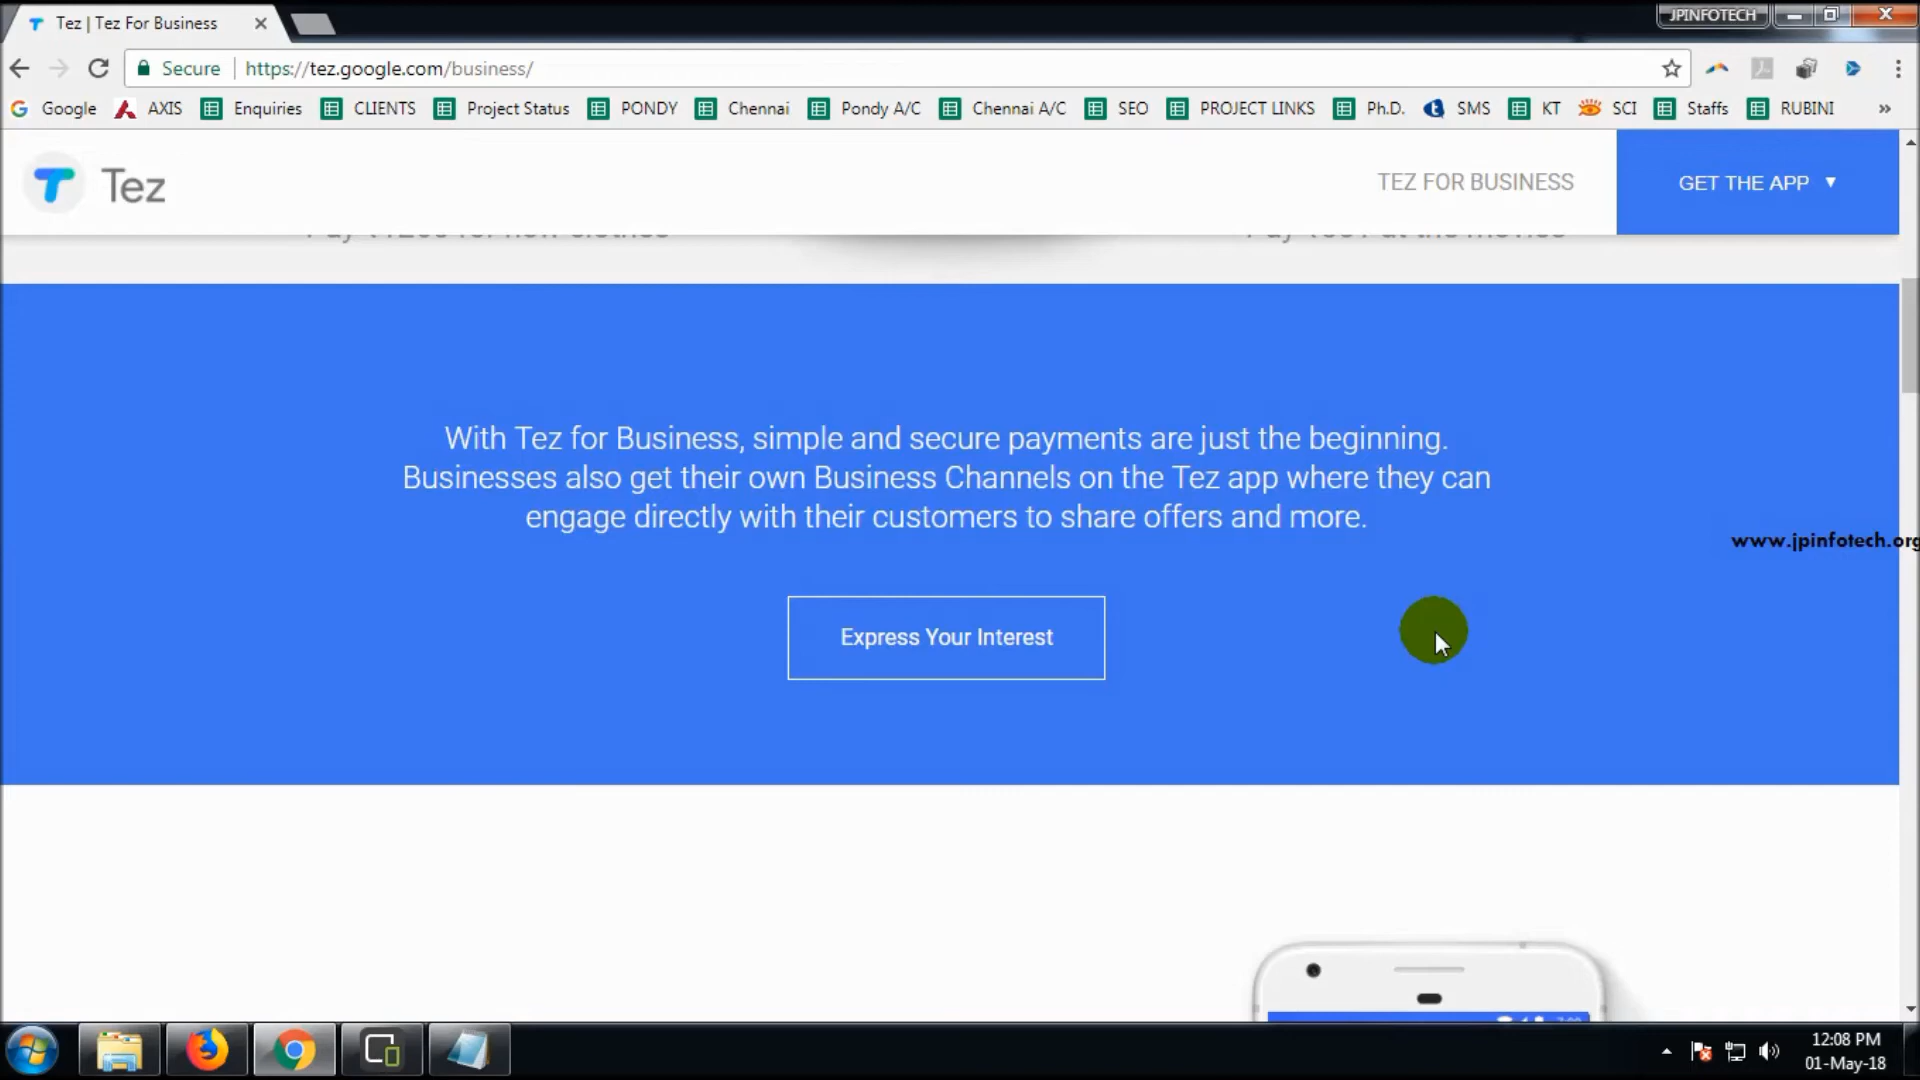 Tez | Tez For Business
JPINFOTECH
Secure
https://tez.google.com/business/
Google
AXIS
Enquiries
CLIENTS
Project Status
PONDY
Chennai
Pondy A/C
Chennai A/C
SEO
PROJECT LINKS
Ph.D.
SMS
KT
SCI
Staffs
RUBINI
»
Tez
TEZ FOR BUSINESS
GET THE APP
With Tez for Business, simple and secure payments are just the beginning.
Businesses also get their own Business Channels on the Tez app where they can
engage directly with their customers to share offers and more.
www.jpinfotech.org
Express Your Interest
12:08 PM
01-May-18